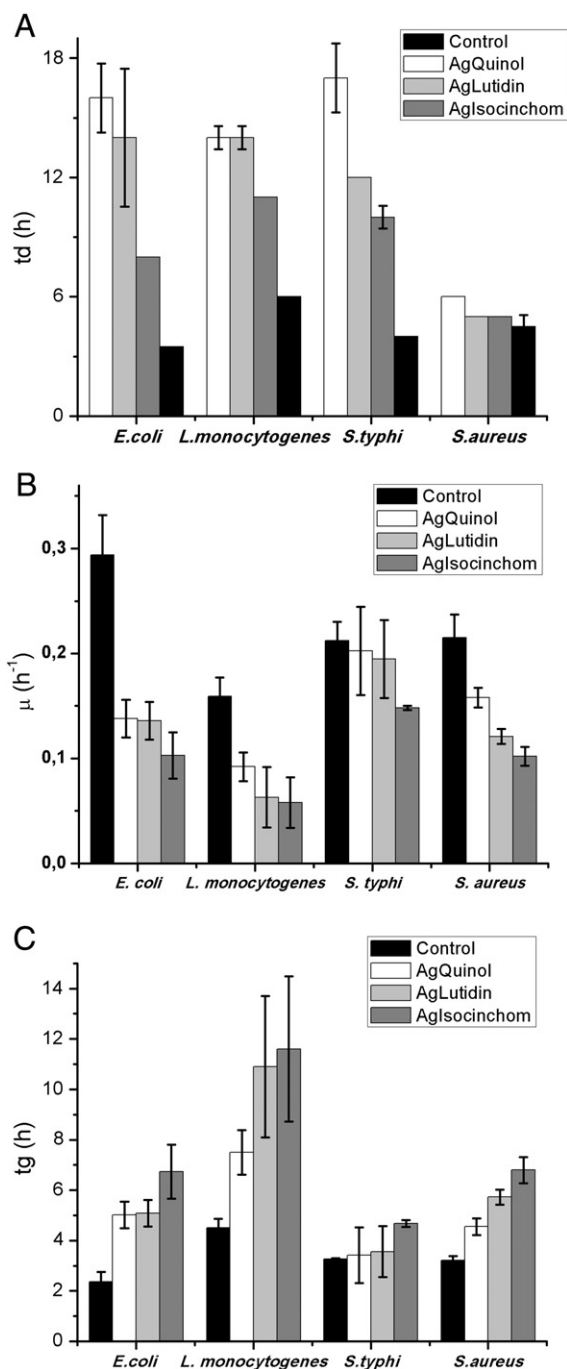 A
18
12
6
0
td (h)
Control
AgQuinol
AgLutidin
AgIsocinchom
E.coli L.monocytogenes S.typhi S.aureus
B
0,3
0,2
0,1
0,0
μ (h⁻¹)
Control
AgQuinol
AgLutidin
AgIsocinchom
E. coli L. monocytogenes S. typhi S. aureus
C
14
12
10
8
6
4
2
0
tg (h)
Control
AgQuinol
AgLutidin
AgIsocinchom
E.coli L. monocytogenes S.typhi S.aureus